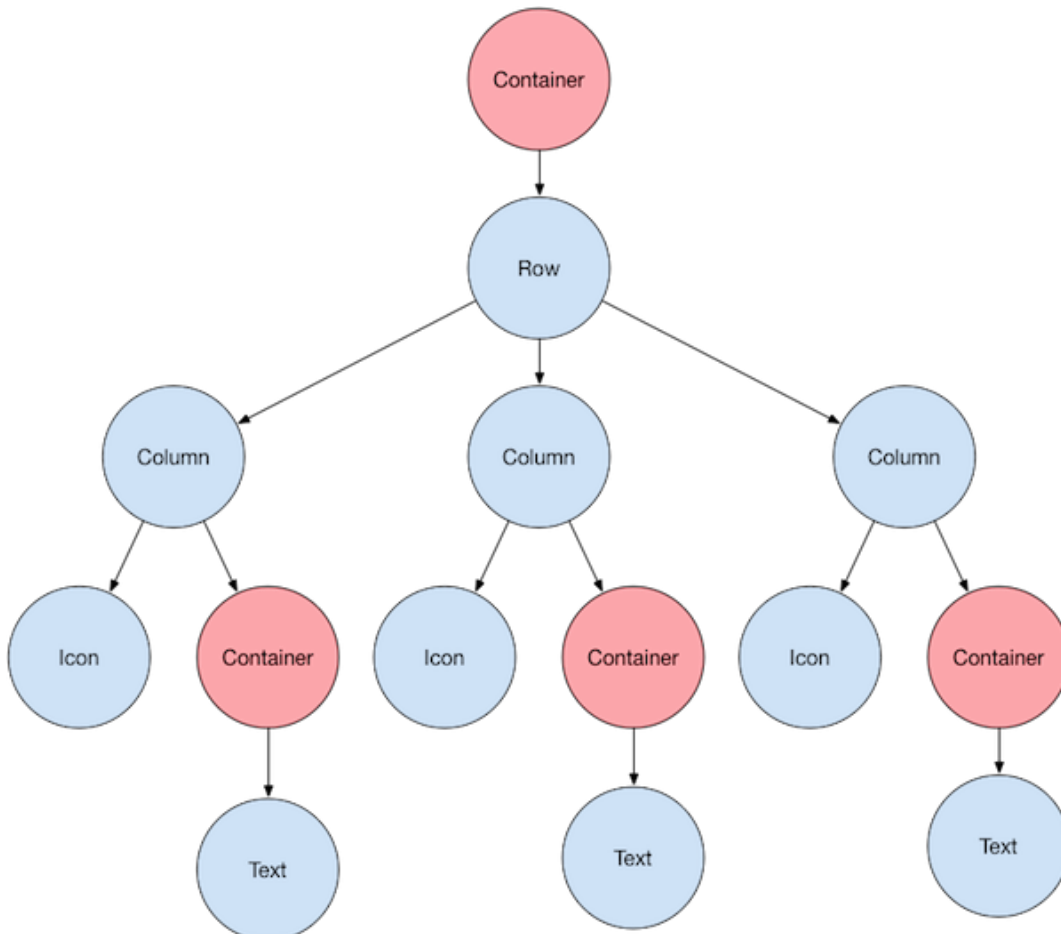 Container
Row
Column
Column
Column
Icon
Container
Icon
Container
Icon
Container
Text
Text
Text